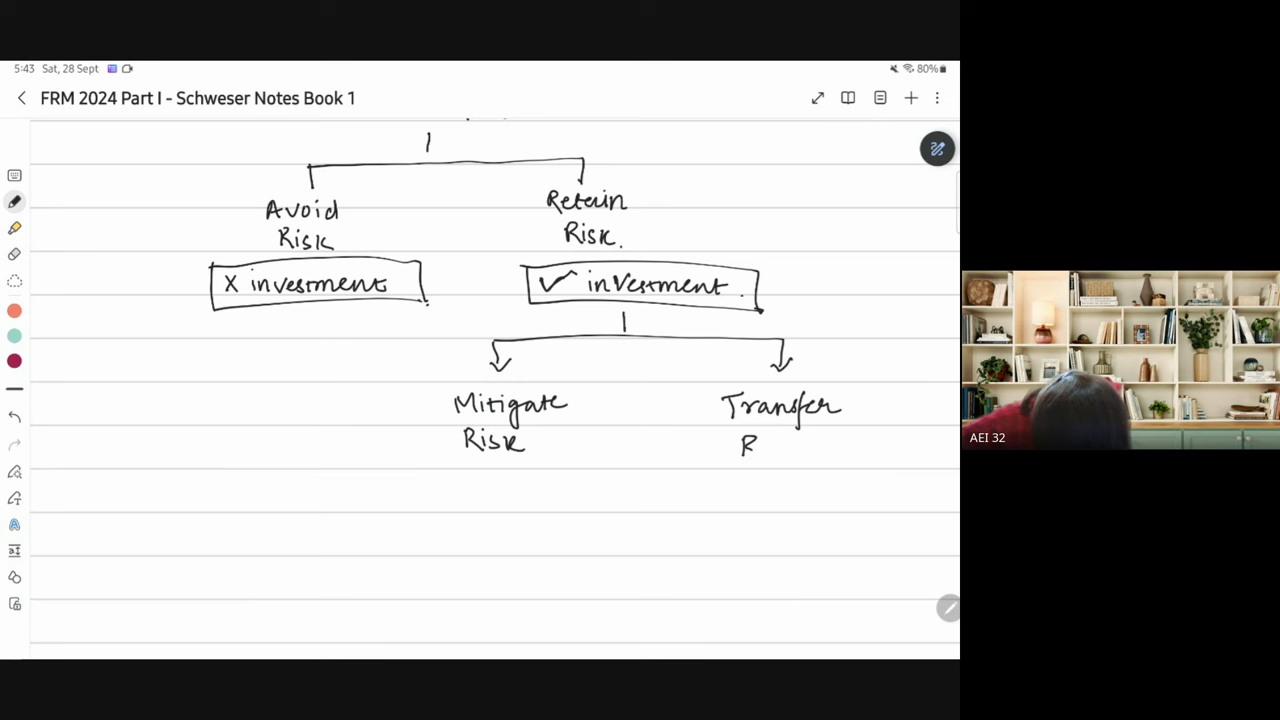 5:43 Sat, 28 Sept
80%
FRM 2024 Part I - Schweser Notes Book 1
Avoid Retain
Risk Risk.
X investment ✓ investment.
Mitigate Transfer
Risk R
AEI 32